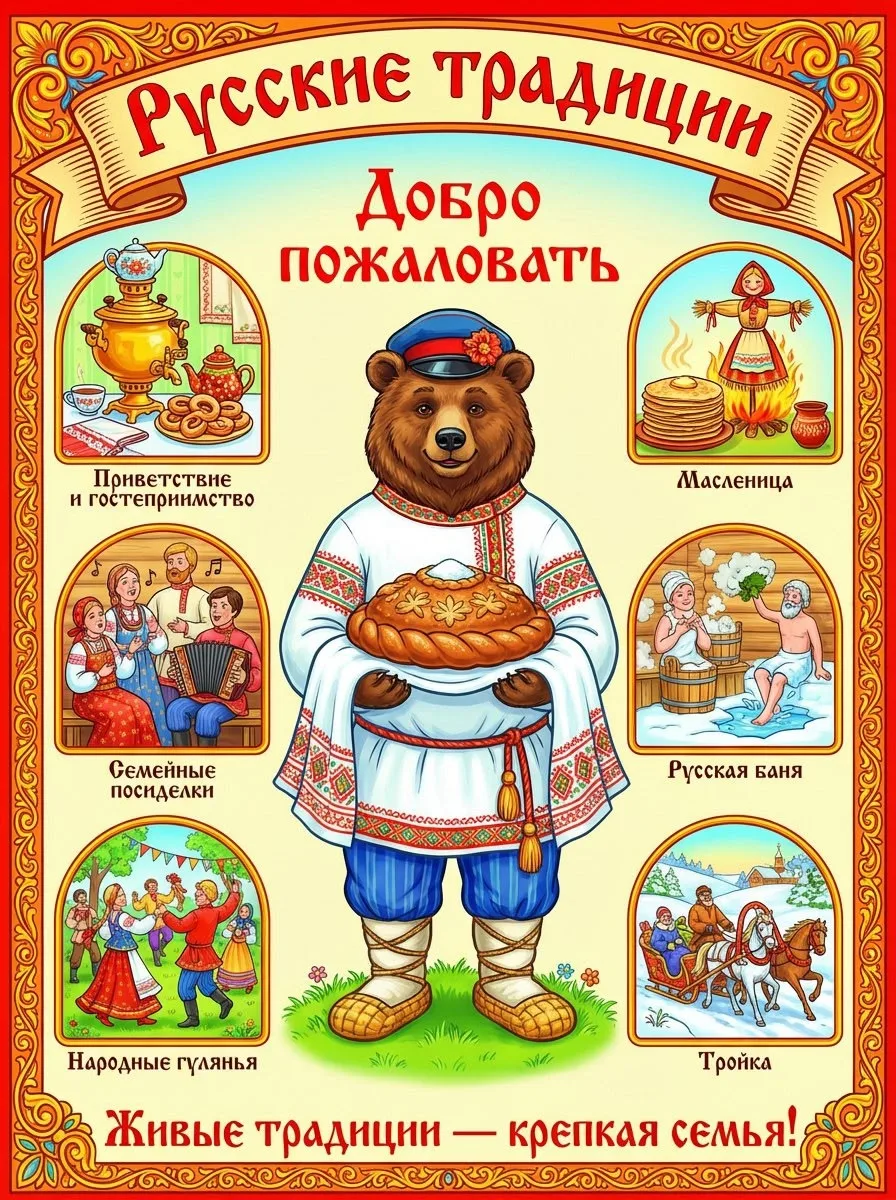 Русские традиции
Добро
пожаловать
Приветствие
и гостеприимство
Масленица
Семейные
посиделки
Русская баня
Народные гулянья
Тройка
Живые традиции — крепкая семья!